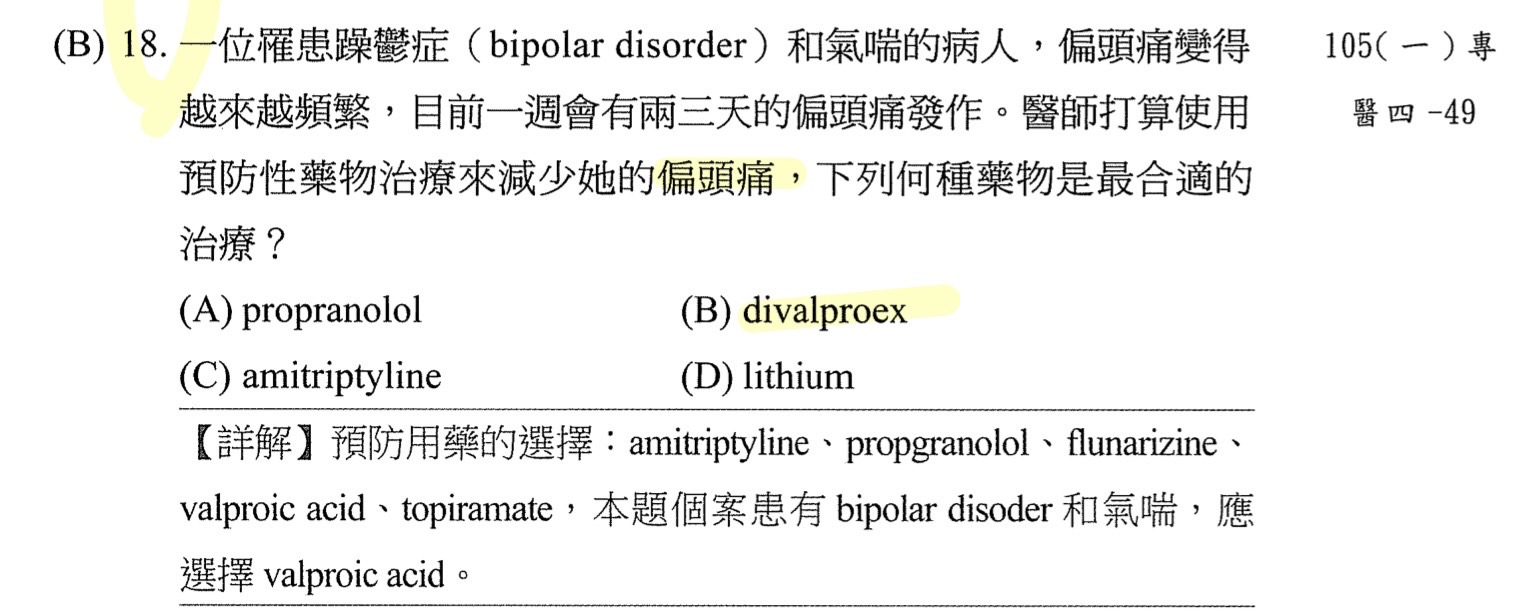 (B) 18. 一位罹患躁鬱症（bipolar disorder）和氣喘的病人，偏頭痛變得
105(一)專
越來越頻繁，目前一週會有兩三天的偏頭痛發作。醫師打算使用
醫四-49
預防性藥物治療來減少她的偏頭痛，下列何種藥物是最合適的
治療？
(A) propranolol (B) divalproex
(C) amitriptyline (D) lithium
【詳解】預防用藥的選擇：amitriptyline、propgranolol、flunarizine、
valproic acid、topiramate，本題個案患有 bipolar disoder 和氣喘，應
選擇 valproic acid。